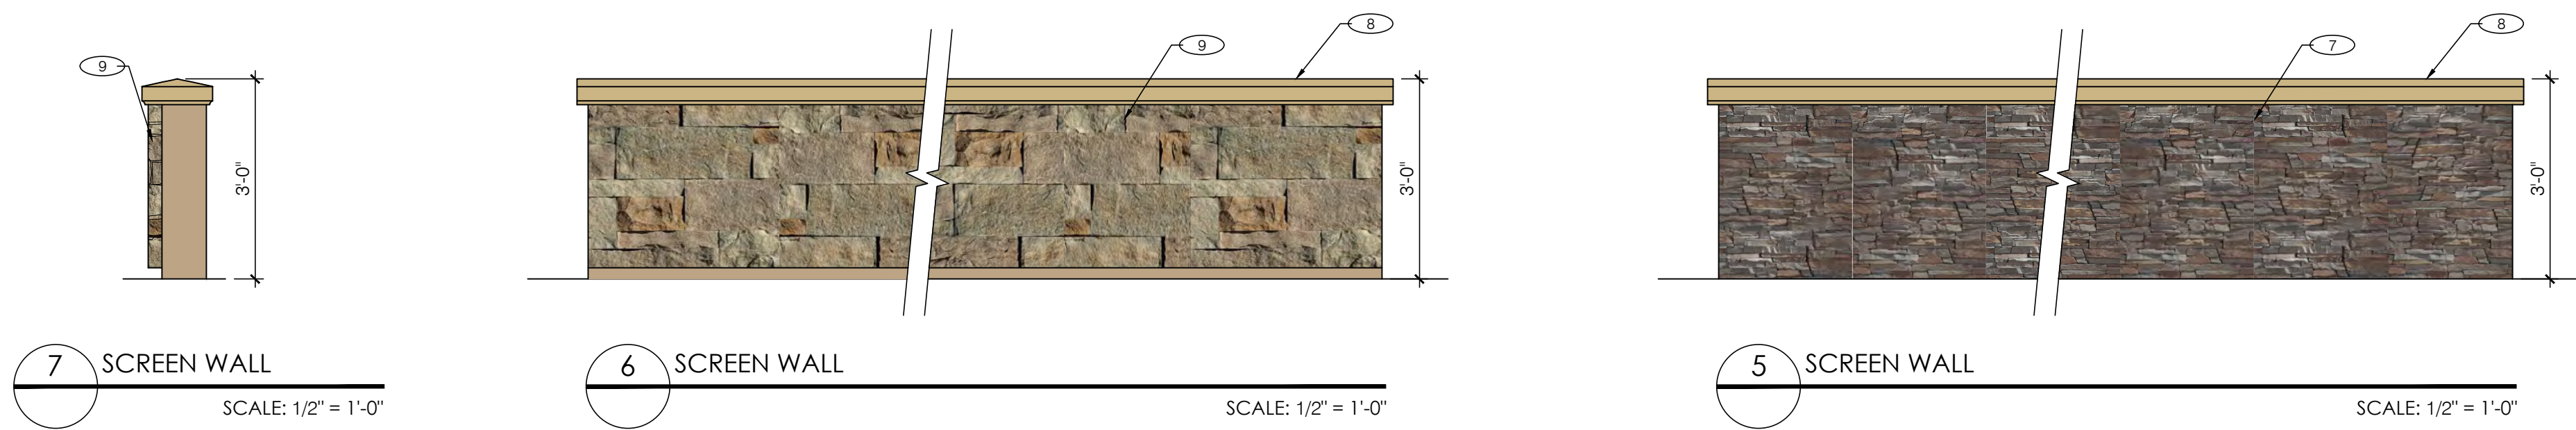 9
3'-0"
7
SCREEN WALL
SCALE: 1/2" = 1'-0"
9
8
3'-0"
6
SCREEN WALL
SCALE: 1/2" = 1'-0"
7
8
3'-0"
5
SCREEN WALL
SCALE: 1/2" = 1'-0"